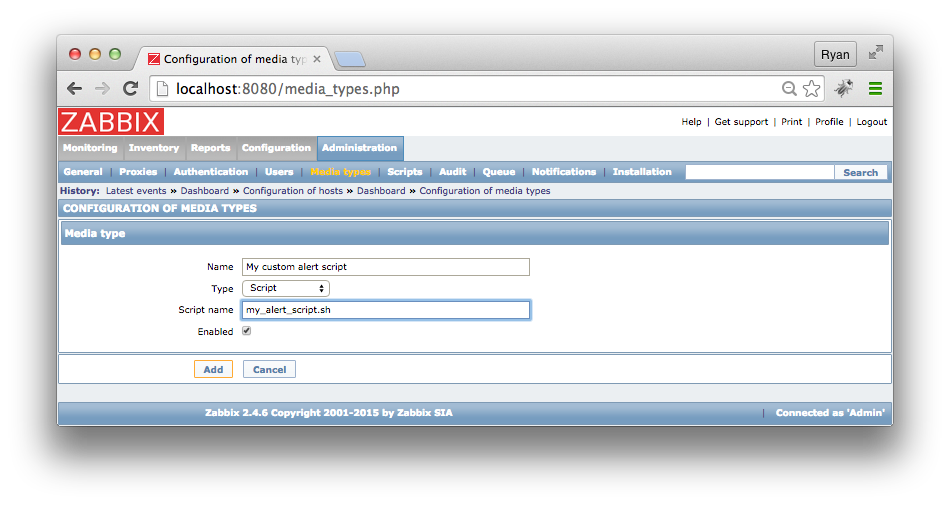 Configuration of media typ
Ryan
localhost:8080/media_types.php
ZABBIX
Help | Get support | Print | Profile | Logout
Monitoring Inventory Reports Configuration Administration
General | Proxies | Authentication | Users | Media types | Scripts | Audit | Queue | Notifications | Installation Search
History: Latest events » Dashboard » Configuration of hosts » Dashboard » Configuration of media types
CONFIGURATION OF MEDIA TYPES
Media type
Name My custom alert script
Type Script
Script name my_alert_script.sh
Enabled
Add Cancel
Zabbix 2.4.6 Copyright 2001-2015 by Zabbix SIA | Connected as 'Admin'